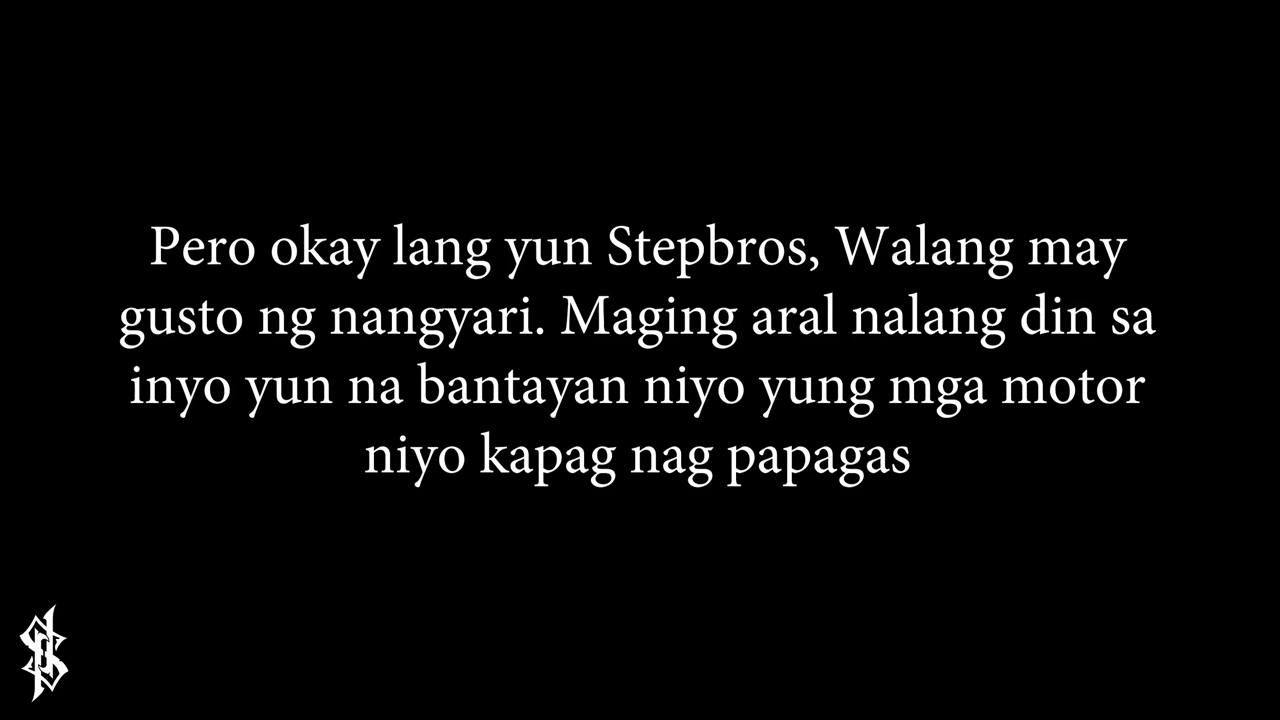 Pero okay lang yun Stepbros, Walang may
gusto ng nangyari. Maging aral nalang din sa
inyo yun na bantayan niyo yung mga motor
niyo kapag nag papagas